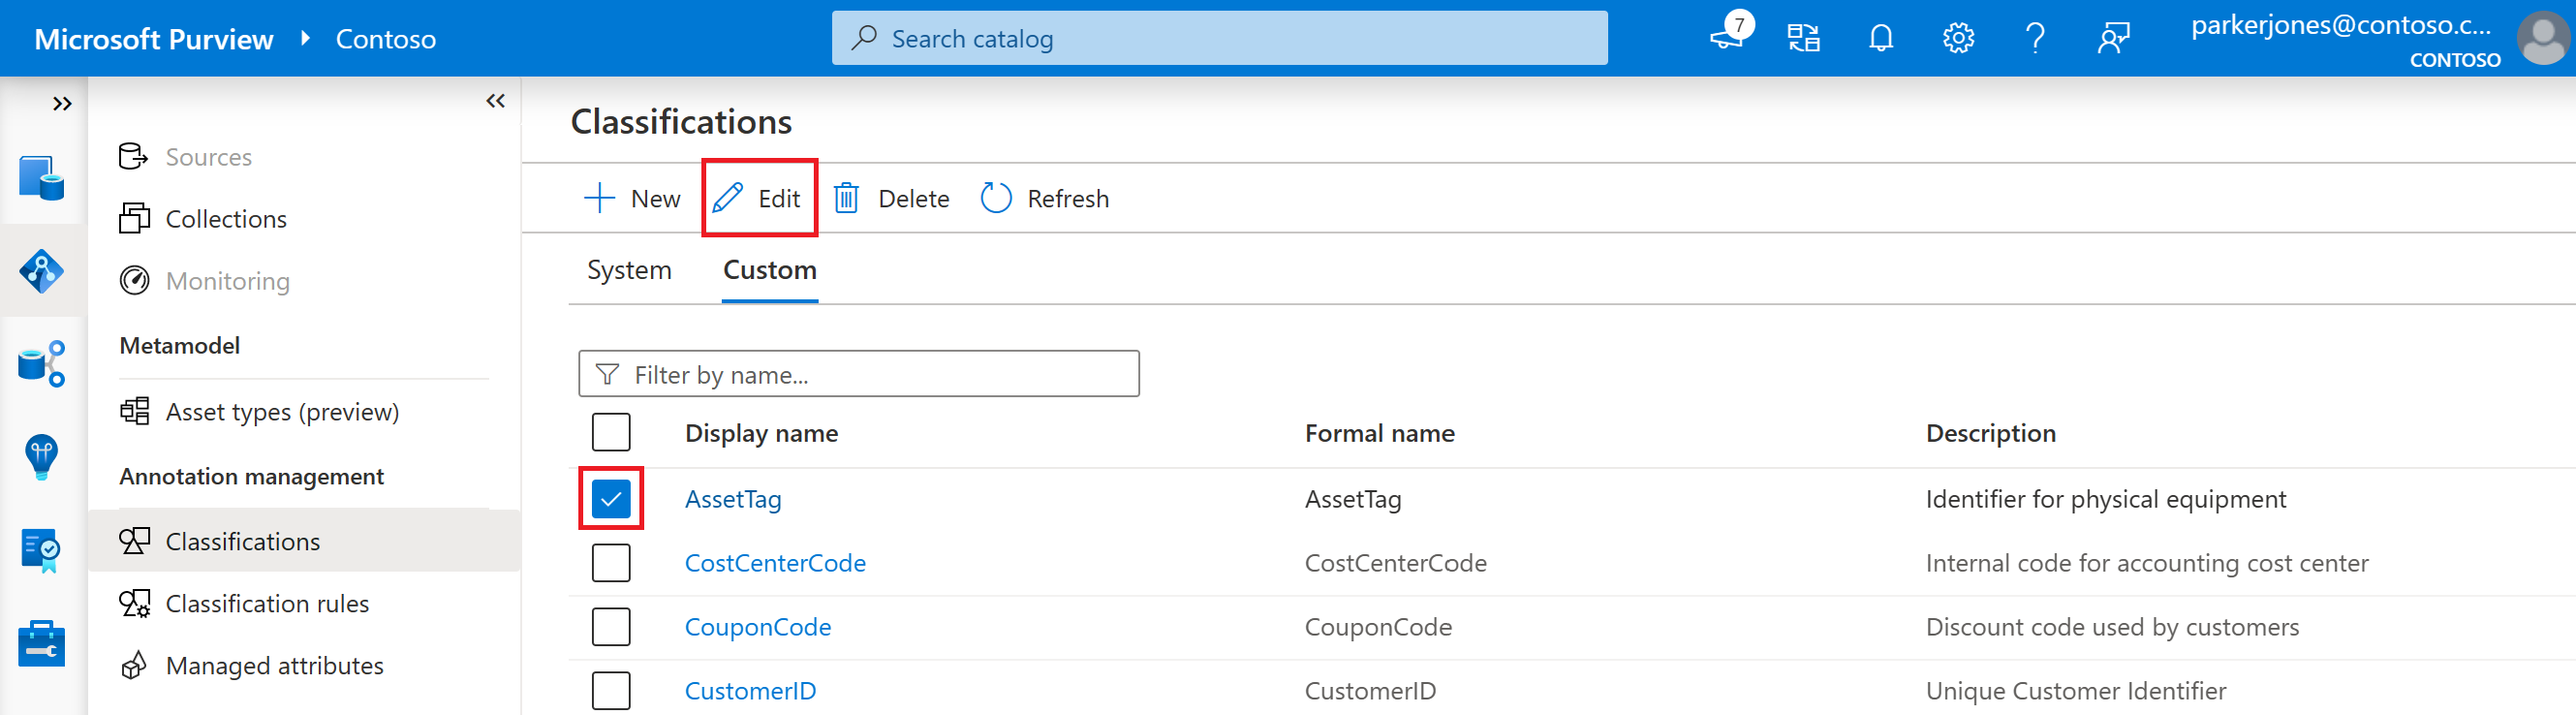 Microsoft Purview Contoso
Search catalog
7
parkerjones@contoso.c...
CONTOSO
Sources
Collections
Monitoring
Metamodel
Asset types (preview)
Annotation management
Classifications
Classification rules
Managed attributes
Classifications
New Edit Delete Refresh
System Custom
Filter by name...
Display name Formal name Description
AssetTag AssetTag Identifier for physical equipment
CostCenterCode CostCenterCode Internal code for accounting cost center
CouponCode CouponCode Discount code used by customers
CustomerID CustomerID Unique Customer Identifier